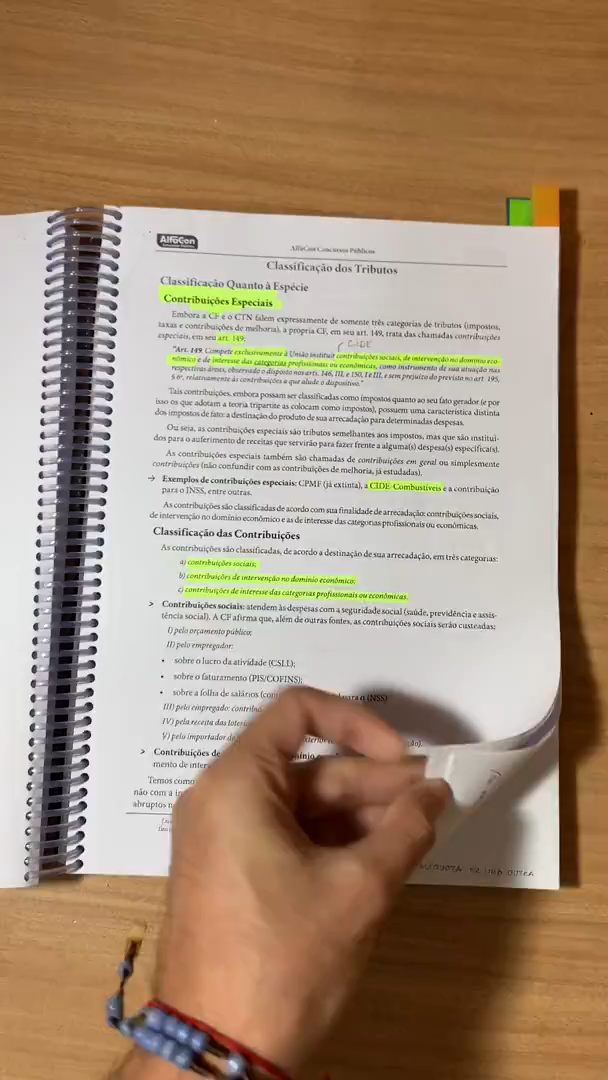 AlfaCon
AlfaCon Concursos Públicos
Classificação dos Tributos
Classificação Quanto à Espécie
Contribuições Especiais
Embora a CF e o CTN falem expressamente de somente três categorias de tributos (impostos,
taxas e contribuições de melhoria), a própria CF, em seu art. 149, trata das chamadas contribuições
especiais, em seu art. 149:
CIDE
"Art. 149. Compete exclusivamente à União instituir contribuições sociais, de intervenção no domínio eco-
nômico e de interesse das categorias profissionais ou econômicas, como instrumento de sua atuação nas
respectivas áreas, observado o disposto nos arts. 146, III, e 150, I e III, e sem prejuízo do previsto no art. 195,
§ 6º, relativamente às contribuições a que alude o dispositivo."
Tais contribuições, embora possam ser classificadas como impostos quanto ao seu fato gerador (e por
isso os que adotam a teoria tripartite as colocam como impostos), possuem uma característica distinta
dos impostos de fato: a destinação do produto de sua arrecadação para determinadas despesas.
Ou seja, as contribuições especiais são tributos semelhantes aos impostos, mas que são institui-
dos para o auferimento de receitas que servirão para fazer frente a alguma(s) despesa(s) específica(s).
As contribuições especiais também são chamadas de contribuições em geral ou simplesmente
contribuições (não confundir com as contribuições de melhoria, já estudadas).
→ Exemplos de contribuições especiais: CPMF (já extinta), a CIDE-Combustíveis e a contribuição
para o INSS, entre outras.
As contribuições são classificadas de acordo com sua finalidade de arrecadação: contribuições sociais,
de intervenção no domínio econômico e as de interesse das categorias profissionais ou econômicas.
Classificação das Contribuições
As contribuições são classificadas, de acordo a destinação de sua arrecadação, em três categorias:
a) contribuições sociais;
b) contribuições de intervenção no domínio econômico;
c) contribuições de interesse das categorias profissionais ou econômicas.
> Contribuições sociais: atendem às despesas com a seguridade social (saúde, previdência e assis-
tência social). A CF afirma que, além de outras fontes, as contribuições sociais serão custeadas:
I) pelo orçamento público;
II) pelo empregador:
• sobre o lucro da atividade (CSLL);
• sobre o faturamento (PIS/COFINS);
• sobre a folha de salários (con para o INSS)
III) pelo empregado:
IV) pela receita das
V) pelo importador
> Contribuições de
mento de
Temos como
não com a
abruptos